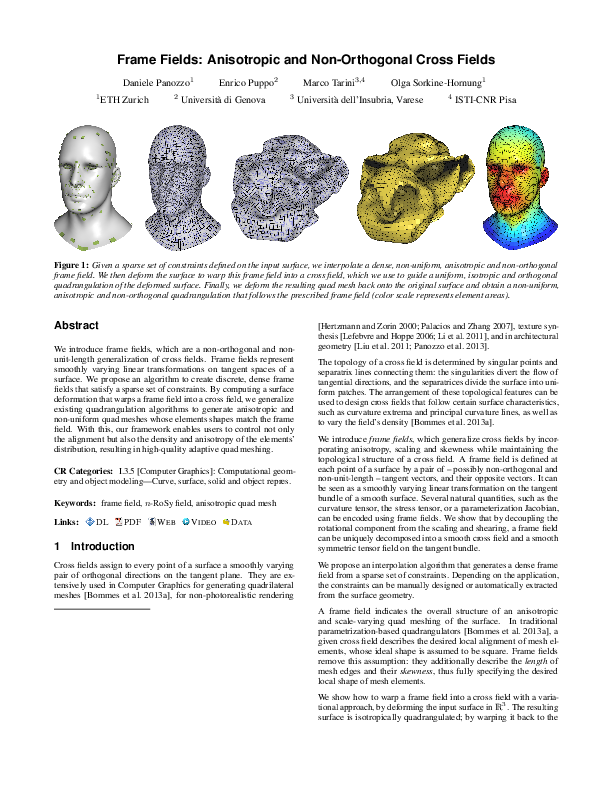 Frame Fields: Anisotropic and Non-Orthogonal Cross Fields
Daniele Panozzo1 Enrico Puppo2 Marco Tarini3,4 Olga Sorkine-Hornung1
1ETH Zurich 2 Università di Genova 3 Università dell'Insubria, Varese 4 ISTI-CNR Pisa
Figure 1: Given a sparse set of constraints defined on the input surface, we interpolate a dense, non-uniform, anisotropic and non-orthogonal
frame field. We then deform the surface to warp this frame field into a cross field, which we use to guide a uniform, isotropic and orthogonal
quadrangulation of the deformed surface. Finally, we deform the resulting quad mesh back onto the original surface and obtain a non-uniform,
anisotropic and non-orthogonal quadrangulation that follows the prescribed frame field (color scale represents element areas).
Abstract
We introduce frame fields, which are a non-orthogonal and non-
unit-length generalization of cross fields. Frame fields represent
smoothly varying linear transformations on tangent spaces of a
surface. We propose an algorithm to create discrete, dense frame
fields that satisfy a sparse set of constraints. By computing a surface
deformation that warps a frame field into a cross field, we generalize
existing quadrangulation algorithms to generate anisotropic and
non-uniform quad meshes whose elements shapes match the frame
field. With this, our framework enables users to control not only
the alignment but also the density and anisotropy of the elements'
distribution, resulting in high-quality adaptive quad meshing.
CR Categories: I.3.5 [Computer Graphics]: Computational geom-
etry and object modeling—Curve, surface, solid and object repres.
Keywords: frame field, n-RoSy field, anisotropic quad mesh
Links: DL PDF WEB VIDEO DATA
1 Introduction
Cross fields assign to every point of a surface a smoothly varying
pair of orthogonal directions on the tangent plane. They are ex-
tensively used in Computer Graphics for generating quadrilateral
meshes [Bommes et al. 2013a], for non-photorealistic rendering
[Hertzmann and Zorin 2000; Palacios and Zhang 2007], texture syn-
thesis [Lefebvre and Hoppe 2006; Li et al. 2011], and in architectural
geometry [Liu et al. 2011; Panozzo et al. 2013].
The topology of a cross field is determined by singular points and
separatrix lines connecting them: the singularities divert the flow of
tangential directions, and the separatrices divide the surface into uni-
form patches. The arrangement of these topological features can be
used to design cross fields that follow certain surface characteristics,
such as curvature extrema and principal curvature lines, as well as
to vary the field's density [Bommes et al. 2013a].
We introduce frame fields, which generalize cross fields by incor-
porating anisotropy, scaling and skewness while maintaining the
topological structure of a cross field. A frame field is defined at
each point of a surface by a pair of – possibly non-orthogonal and
non-unit-length – tangent vectors, and their opposite vectors. It can
be seen as a smoothly varying linear transformation on the tangent
bundle of a smooth surface. Several natural quantities, such as the
curvature tensor, the stress tensor, or a parameterization Jacobian,
can be encoded using frame fields. We show that by decoupling the
rotational component from the scaling and shearing, a frame field
can be uniquely decomposed into a smooth cross field and a smooth
symmetric tensor field on the tangent bundle.
We propose an interpolation algorithm that generates a dense frame
field from a sparse set of constraints. Depending on the application,
the constraints can be manually designed or automatically extracted
from the surface geometry.
A frame field indicates the overall structure of an anisotropic
and scale-varying quad meshing of the surface. In traditional
parametrization-based quadrangulators [Bommes et al. 2013a], a
given cross field describes the desired local alignment of mesh el-
ements, whose ideal shape is assumed to be square. Frame fields
remove this assumption: they additionally describe the length of
mesh edges and their skewness, thus fully specifying the desired
local shape of mesh elements.
We show how to warp a frame field into a cross field with a varia-
tional approach, by deforming the input surface in ℝ3. The resulting
surface is isotropically quadrangulated; by warping it back to the